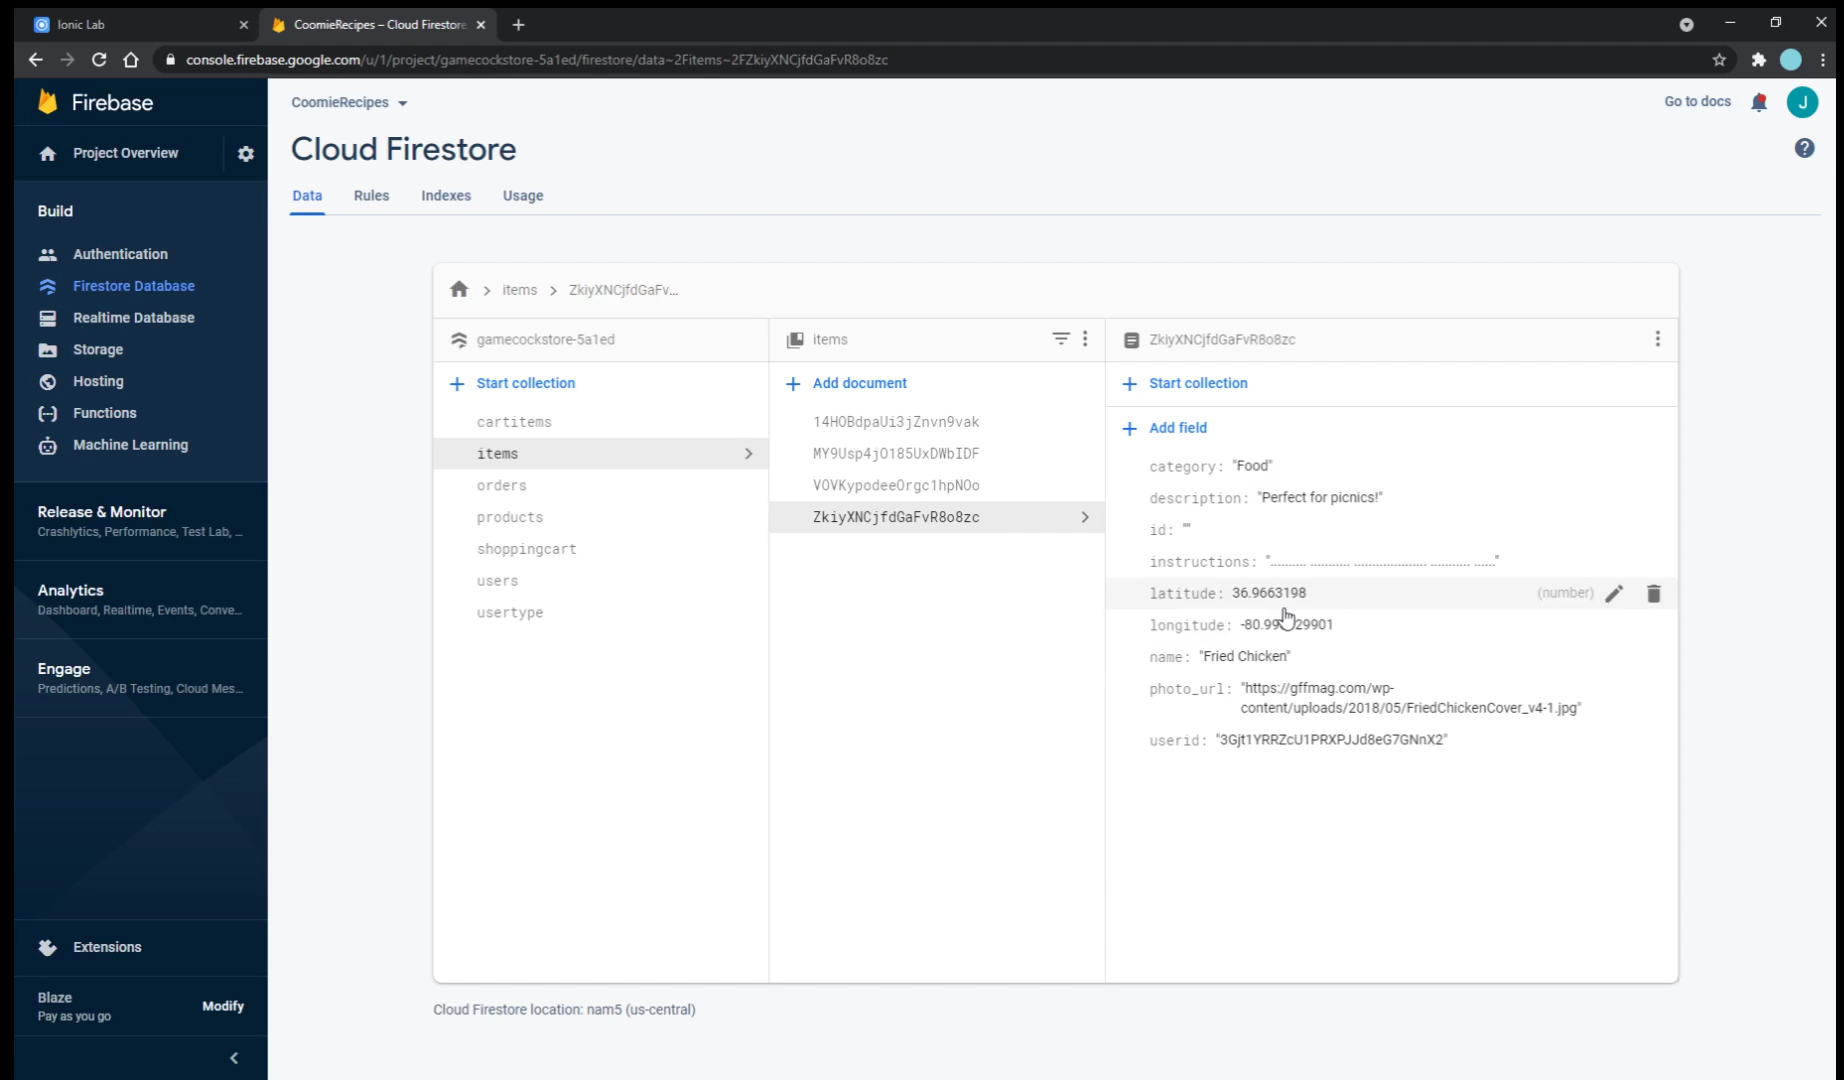 Ionic Lab
CoomieRecipes – Cloud Firestore
console.firebase.google.com/u/1/project/gamecockstore-5a1ed/firestore/data~2Fitems~2FZkiyXNCjfdGaFvR8o8zc
Firebase
CoomieRecipes
Go to docs
J
Project Overview
Cloud Firestore
?
Data Rules Indexes Usage
Build
Authentication
Firestore Database
Realtime Database
Storage
Hosting
Functions
Machine Learning
Release & Monitor
Crashlytics, Performance, Test Lab, ...
Analytics
Dashboard, Realtime, Events, Conve...
Engage
Predictions, A/B Testing, Cloud Mes...
Extensions
Blaze
Pay as you go
Modify
items ZkiyXNCjfdGaFv...
gamecockstore-5a1ed
Start collection
cartitems
items
orders
products
shoppingcart
users
usertype
items
Add document
14HOBdpaUi3jZnvn9vak
MY9Usp4jO185UxDWbIDF
VOVKypodeeOrgc1hpNOo
ZkiyXNCjfdGaFvR8o8zc
ZkiyXNCjfdGaFvR8o8zc
Start collection
Add field
category: "Food"
description: "Perfect for picnics!"
id: ""
instructions: "........... ............ ...................... ............ ......"
latitude: 36.9663198 (number)
longitude:
name: "Fried Chicken"
photo_url: "https://gffmag.com/wp-
content/uploads/2018/05/FriedChickenCover_v4-1.jpg"
userid: "3Gjt1YRRZcU1PRXPJJd8eG7GNnX2"
Cloud Firestore location: nam5 (us-central)